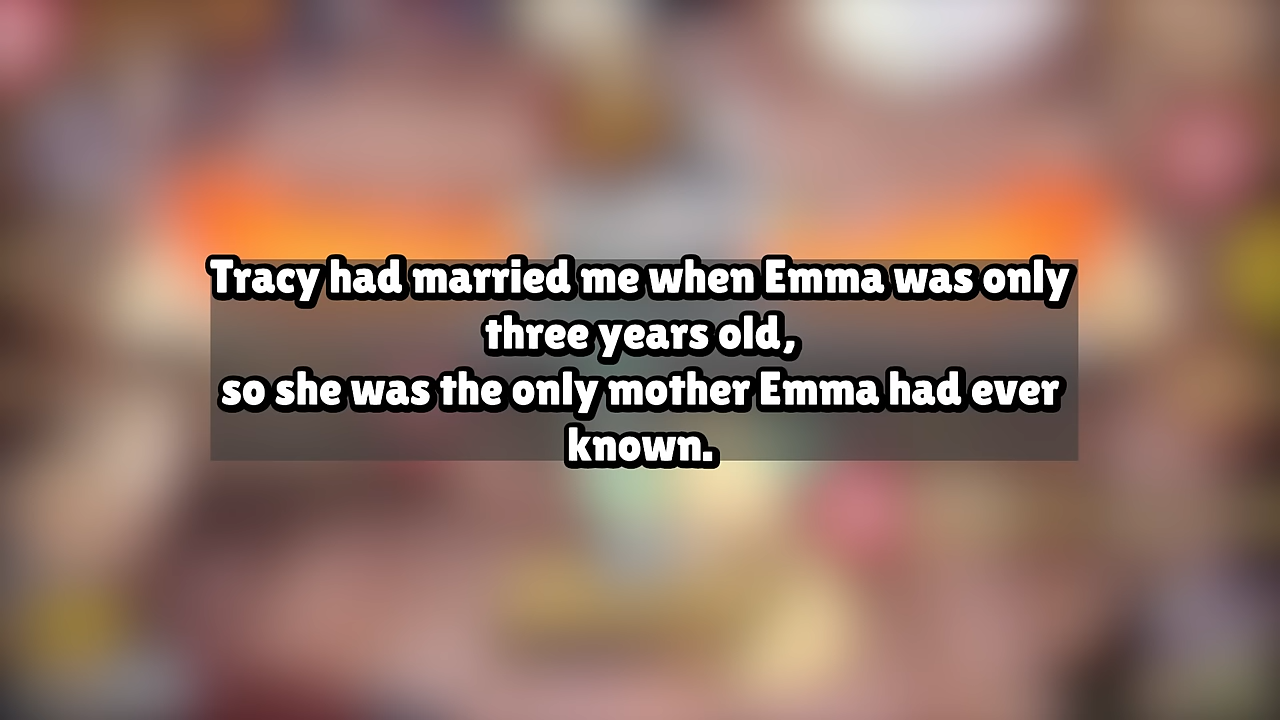 Tracy had married me when Emma was only
three years old,
so she was the only mother Emma had ever
known.